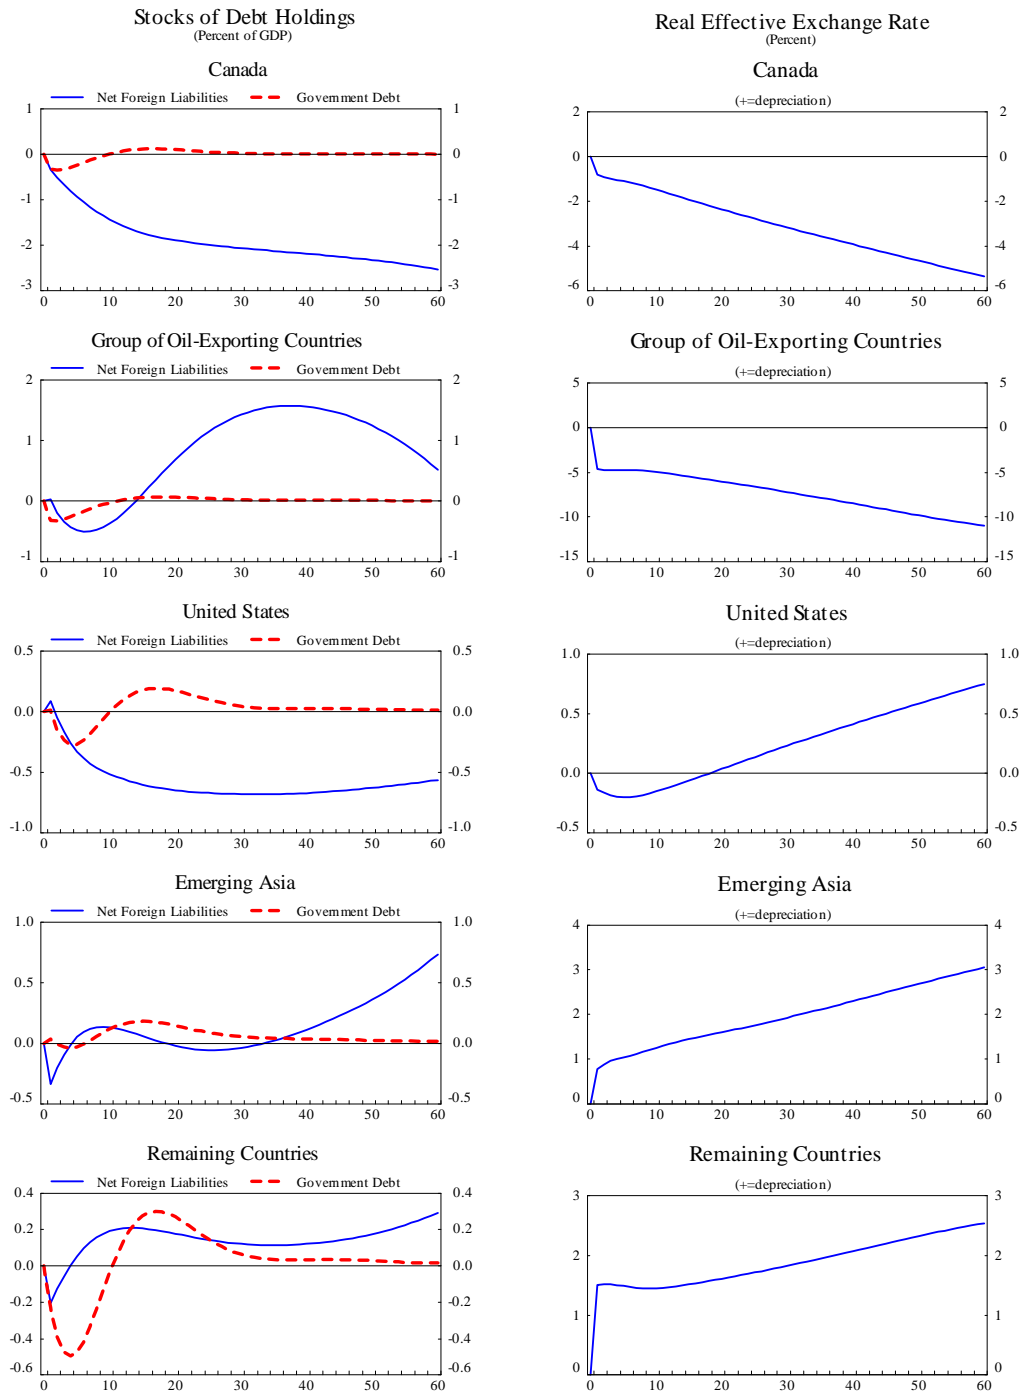 Stocks of Debt Holdings
(Percent of GDP)
Canada
Net Foreign Liabilities Government Debt
1 1
0 0
-1 -1
-2 -2
-3 -3
0 10 20 30 40 50 60
Group of Oil-Exporting Countries
Net Foreign Liabilities Government Debt
2 2
1 1
0 0
-1 -1
0 10 20 30 40 50 60
United States
Net Foreign Liabilities Government Debt
0.5 0.5
0.0 0.0
-0.5 -0.5
-1.0 -1.0
0 10 20 30 40 50 60
Emerging Asia
Net Foreign Liabilities Government Debt
1.0 1.0
0.5 0.5
0.0 0.0
-0.5 -0.5
0 10 20 30 40 50 60
Remaining Countries
Net Foreign Liabilities Government Debt
0.4 0.4
0.2 0.2
0.0 0.0
-0.2 -0.2
-0.4 -0.4
-0.6 -0.6
0 10 20 30 40 50 60
Real Effective Exchange Rate
(Percent)
Canada
(+=depreciation)
2 2
0 0
-2 -2
-4 -4
-6 -6
0 10 20 30 40 50 60
Group of Oil-Exporting Countries
(+=depreciation)
5 5
0 0
-5 -5
-10 -10
-15 -15
0 10 20 30 40 50 60
United States
(+=depreciation)
1.0 1.0
0.5 0.5
0.0 0.0
-0.5 -0.5
0 10 20 30 40 50 60
Emerging Asia
(+=depreciation)
4 4
3 3
2 2
1 1
0 0
0 10 20 30 40 50 60
Remaining Countries
(+=depreciation)
3 3
2 2
1 1
0 0
0 10 20 30 40 50 60